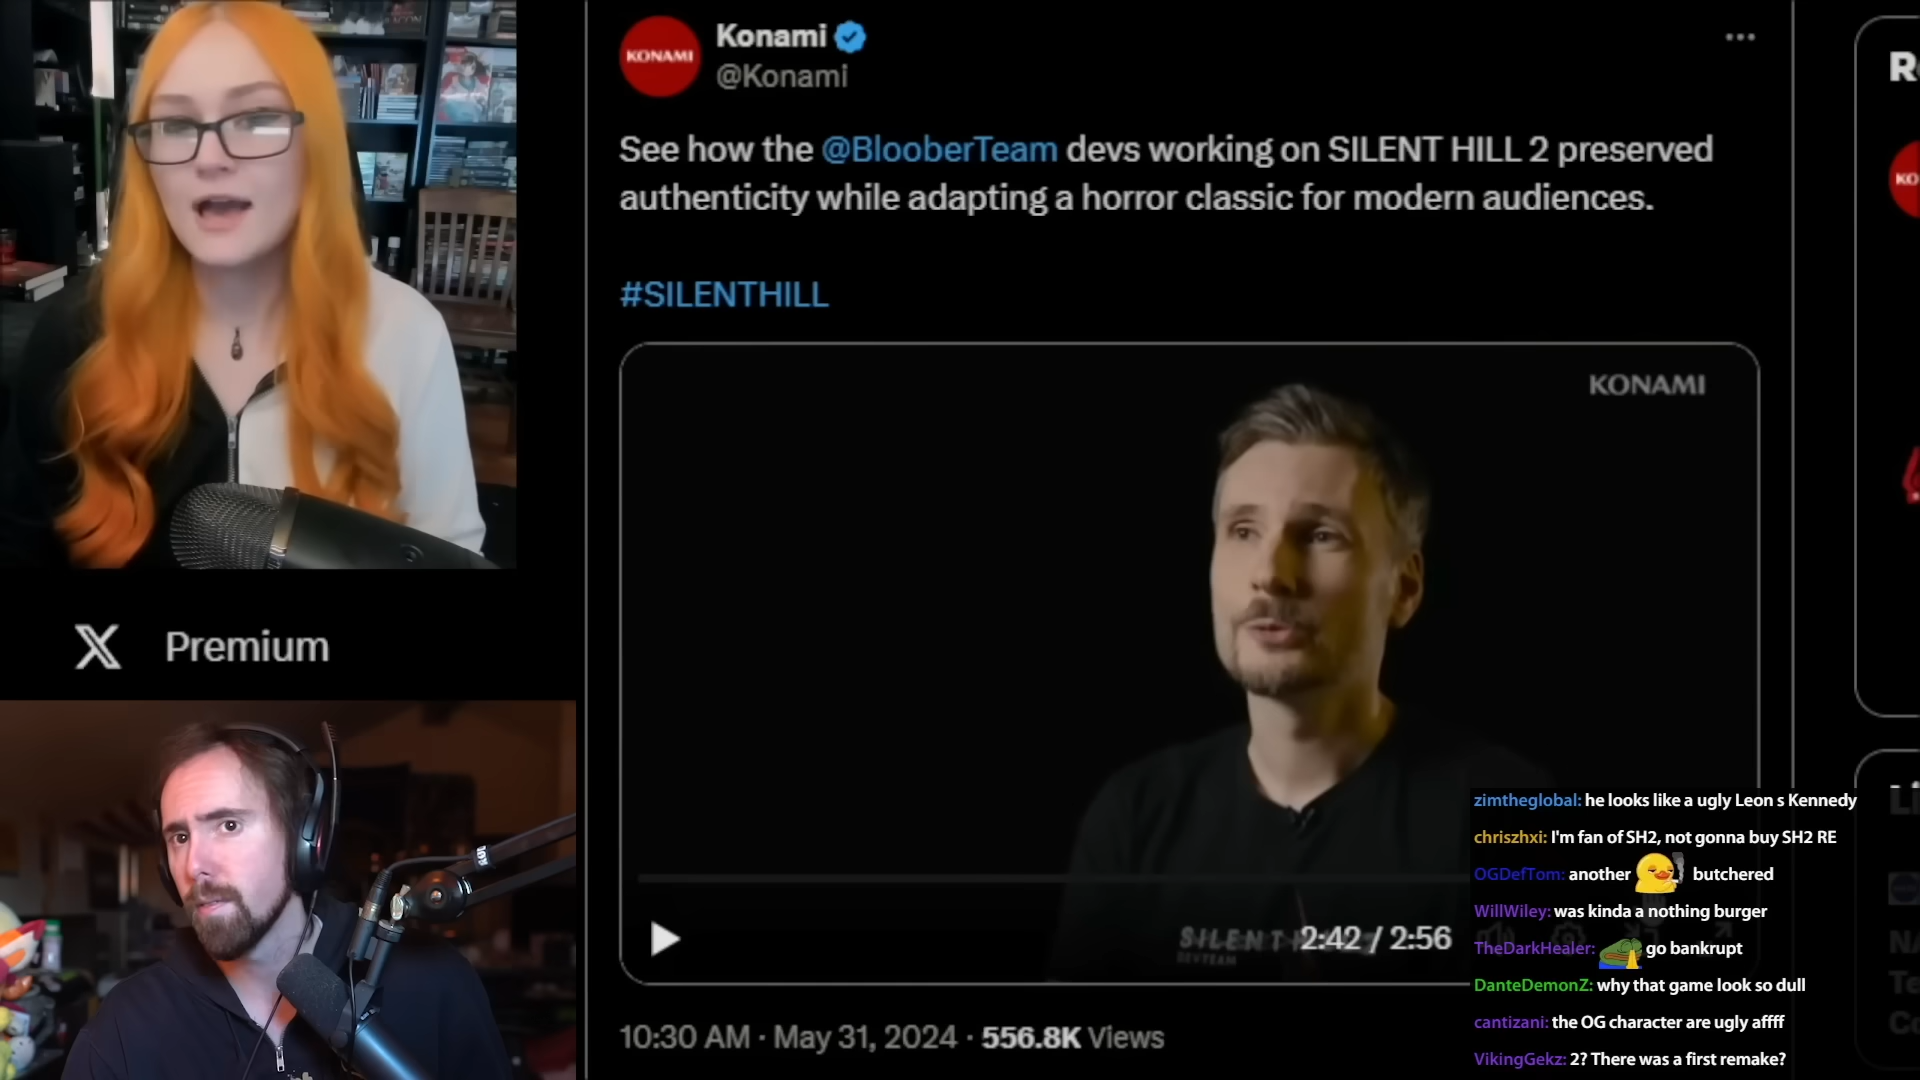 Konami
@Konami
KONAMI
See how the @BlooberTeam devs working on SILENT HILL 2 preserved
authenticity while adapting a horror classic for modern audiences.
#SILENTHILL
KONAMI
Premium
SILENT
DEVTEAM
2:42 / 2:56
10:30 AM · May 31, 2024 · 556.8K Views
zimtheglobal: he looks like a ugly Leon s Kennedy
chriszhxi: I'm fan of SH2, not gonna buy SH2 RE
OGDefTom: another butchered
WillWiley: was kinda a nothing burger
TheDarkHealer: go bankrupt
DanteDemonZ: why that game look so dull
cantizani: the OG character are ugly affff
VikingGekz: 2? There was a first remake?